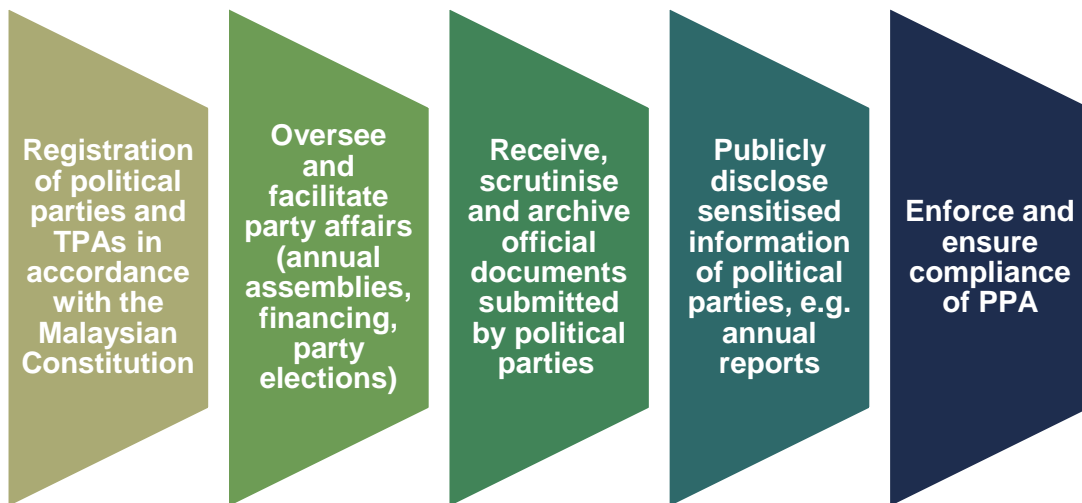 Registration
of political
parties and
TPAs in
accordance
with the
Malaysian
Constitution
Oversee
and
facilitate
party affairs
(annual
assemblies,
financing,
party
elections)
Receive,
scrutinise
and archive
official
documents
submitted
by political
parties
Publicly
disclose
sensitised
information
of political
parties, e.g.
annual
reports
Enforce and
ensure
compliance
of PPA